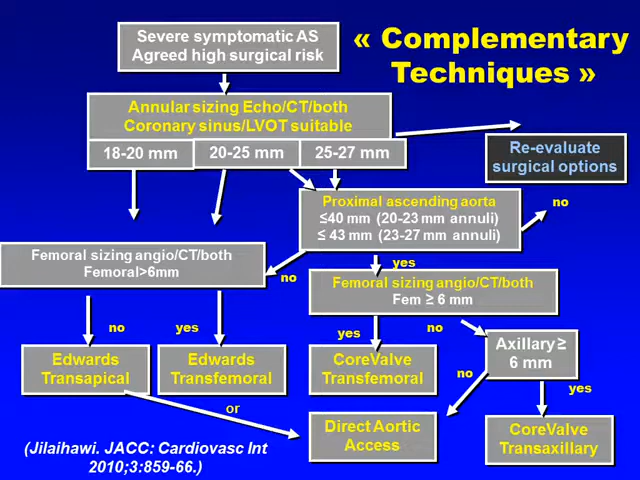 Severe symptomatic AS
Agreed high surgical risk
« Complementary
Techniques »
Annular sizing Echo/CT/both
Coronary sinus/LVOT suitable
18-20 mm
20-25 mm
25-27 mm
Re-evaluate
surgical options
Proximal ascending aorta
≤40 mm (20-23 mm annuli)
≤ 43 mm (23-27 mm annuli)
no
Femoral sizing angio/CT/both
Femoral>6mm
no
yes
Femoral sizing angio/CT/both
Fem ≥ 6 mm
no
yes
yes
no
Axillary ≥
6 mm
Edwards
Transapical
Edwards
Transfemoral
CoreValve
Transfemoral
no
yes
or
Direct Aortic
Access
CoreValve
Transaxillary
(Jilaihawi. JACC: Cardiovasc Int
2010;3:859-66.)